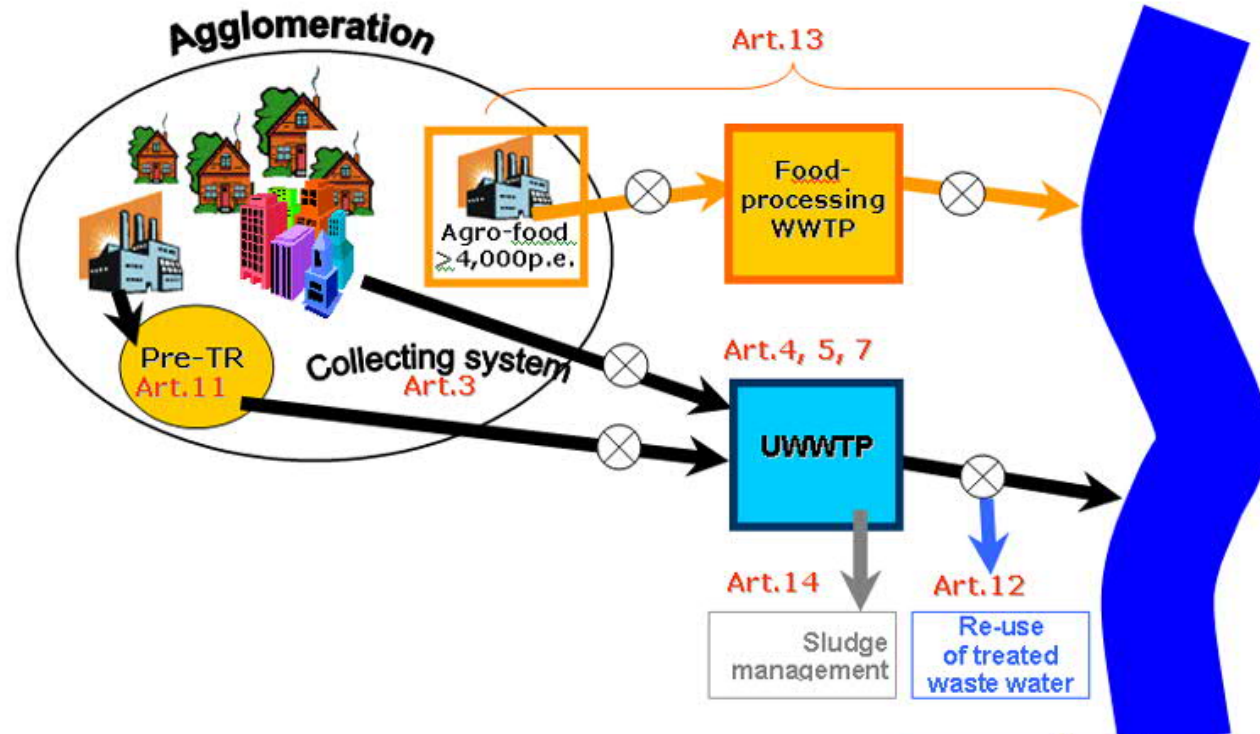 Agglomeration
Art.13
Agro-food
≥4,000p.e.
Food-
processing
WWTP
Pre-TR
Art.11
Collecting system
Art.3
Art.4, 5, 7
UWWTP
Art.14
Sludge
management
Art.12
Re-use
of treated
waste water